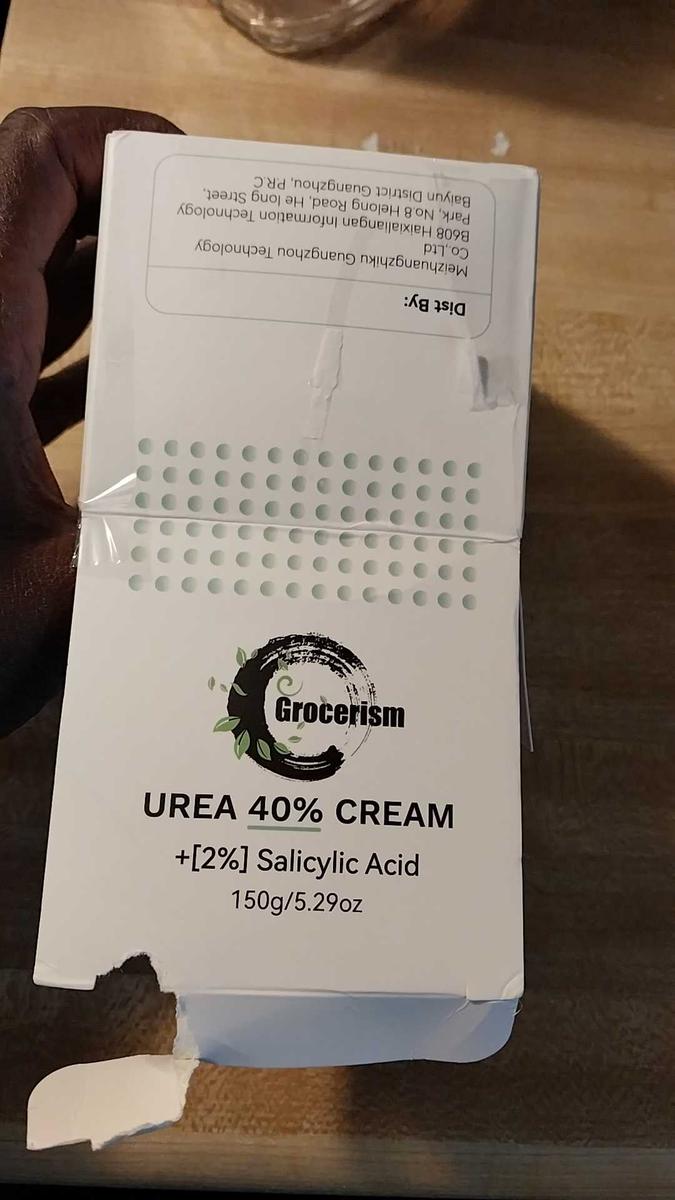 Dist By:
Meizhuangzhiku Guangzhou Technology
Co.,Ltd
B608 Haixialiangan Information Technology
Park, No.8 Helong Road, He long Street,
Baiyun District Guangzhou, P.R.C
Grocerism
UREA 40% CREAM
+[2%] Salicylic Acid
150g/5.29oz